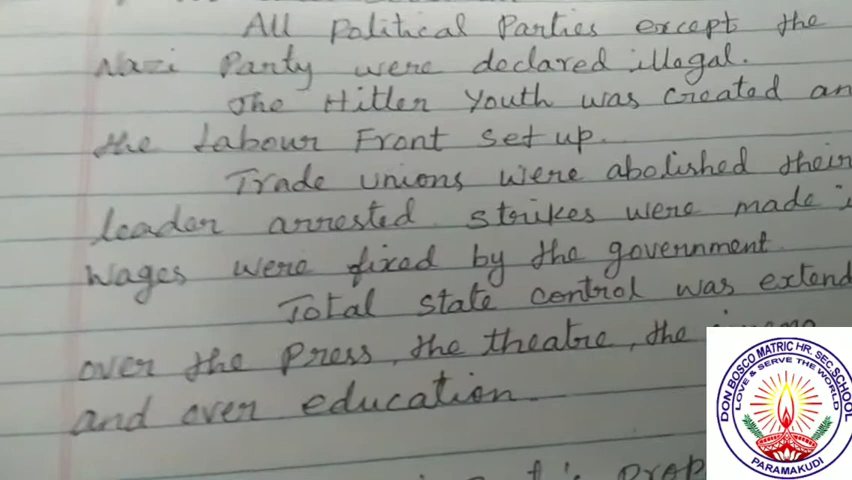 All Political Parties except the
Nazi Party were declared illegal.
The Hitler Youth was created an
the Labour Front set up.
Trade unions were abolished their
leader arrested strikes were made i
wages were fixed by the government
Total state control was extend
over the Press, the theatre, the
and over education.
prop
DON BOSCO MATRIC HR. SEC SCHOOL
LOVE & SERVE THE WORLD
PARAMAKUDI